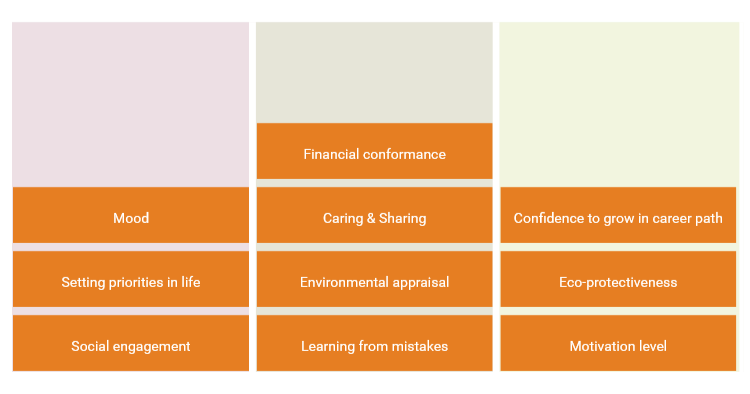 Financial conformance
Mood
Caring & Sharing
Confidence to grow in career path
Setting priorities in life
Environmental appraisal
Eco-protectiveness
Social engagement
Learning from mistakes
Motivation level